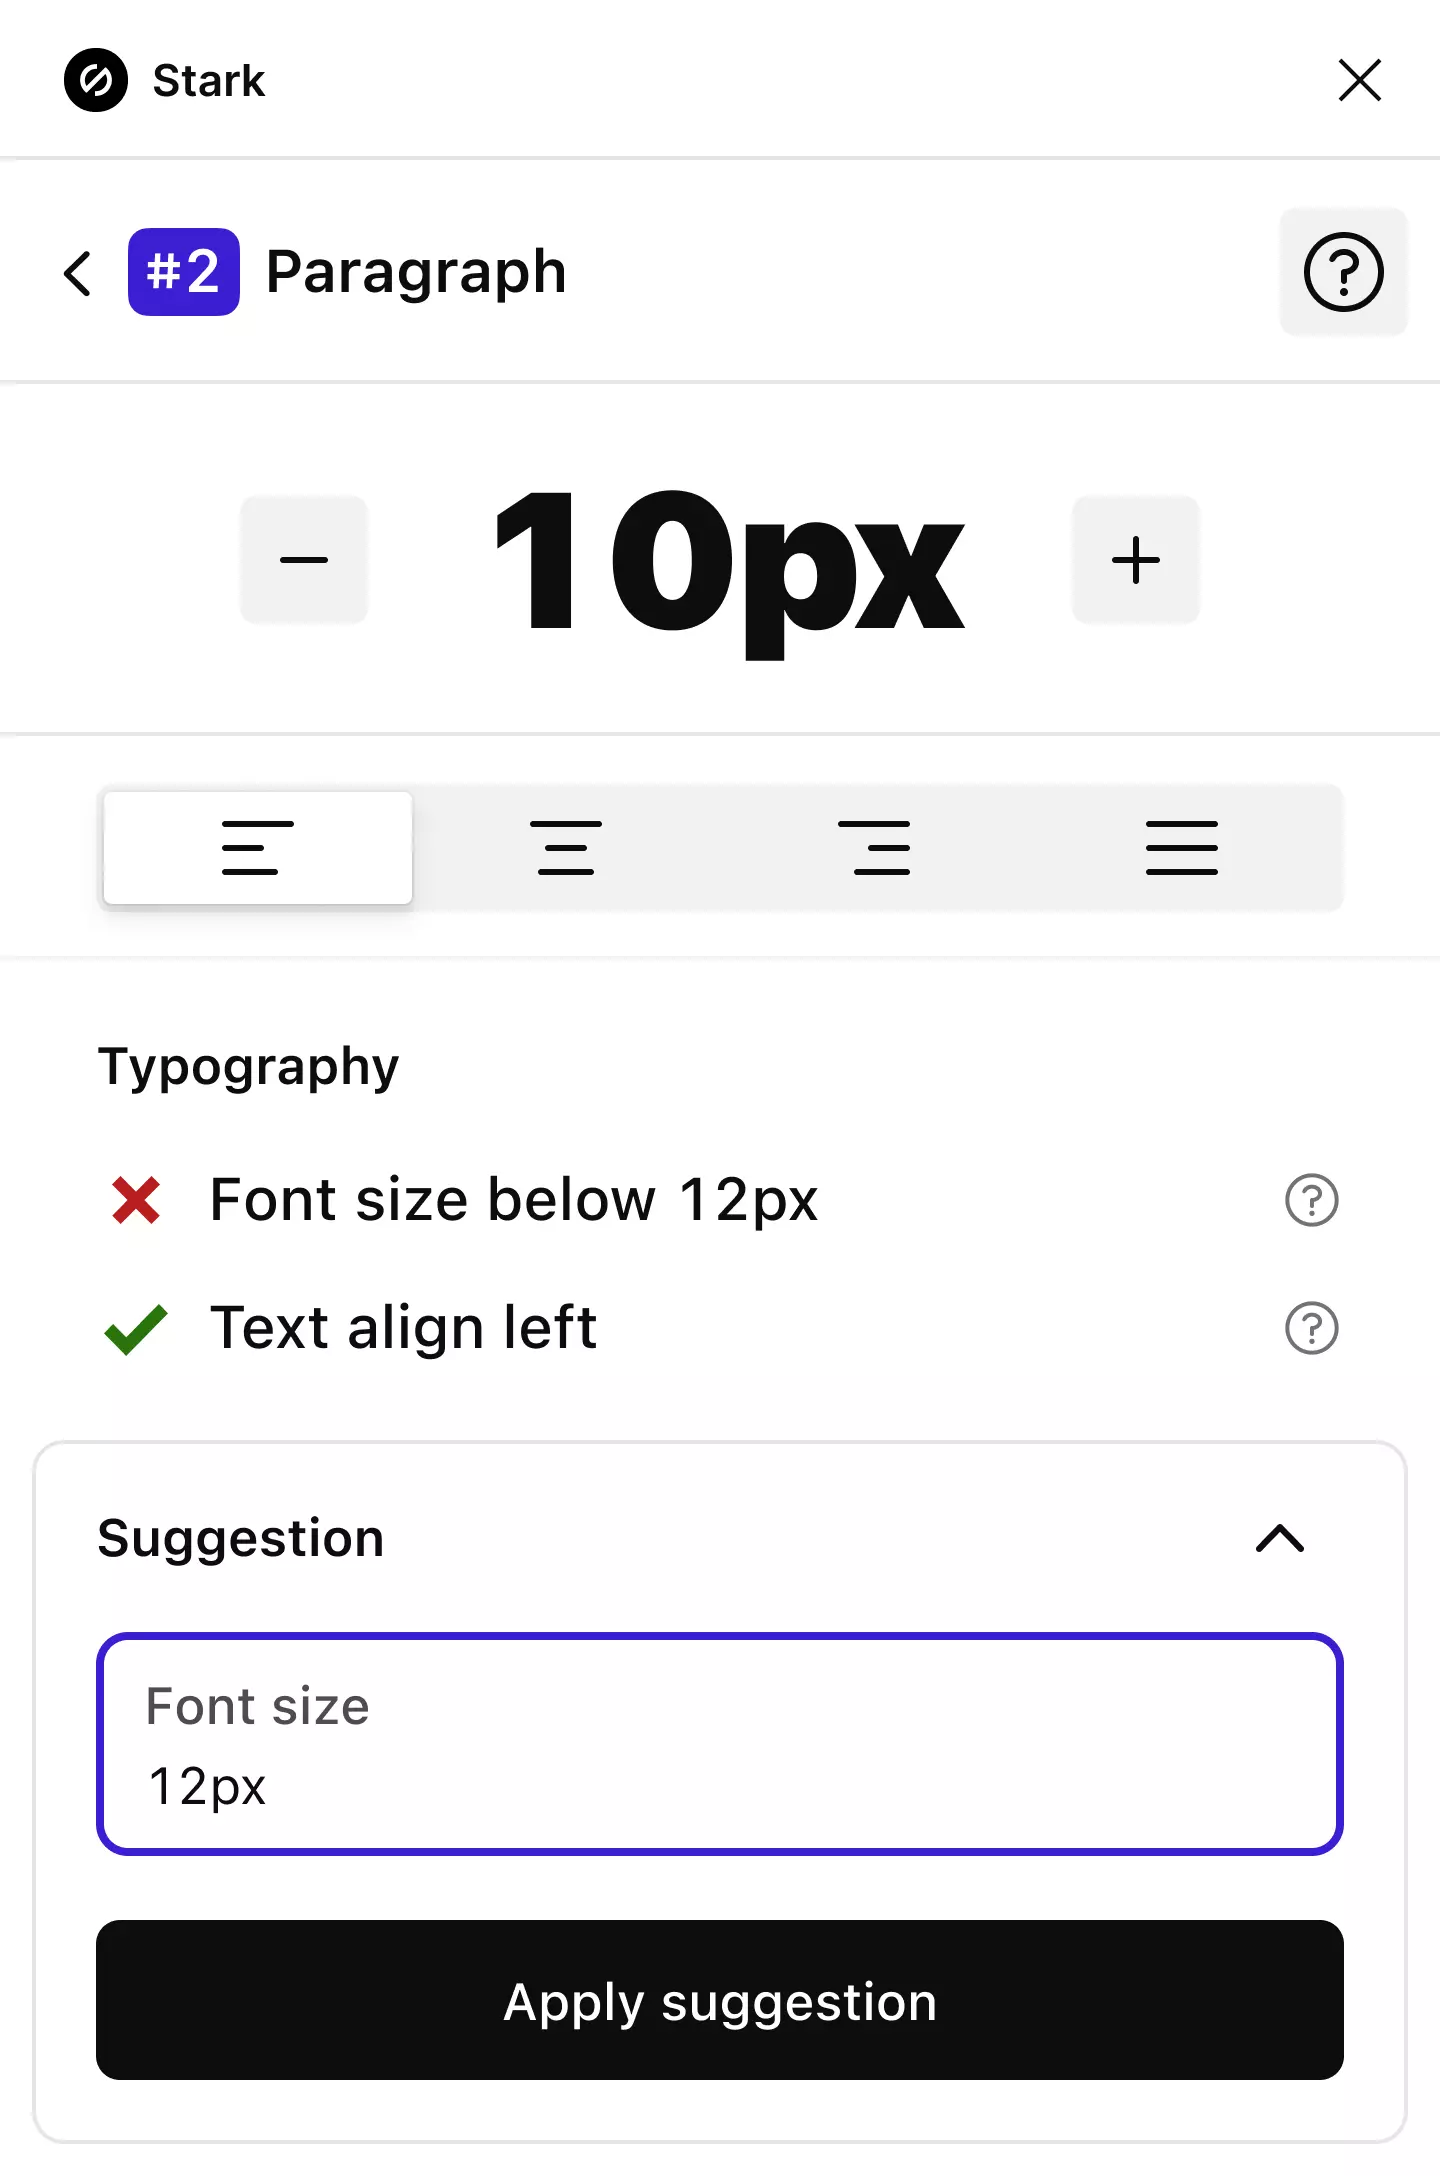 Stark
#2 Paragraph
10px
Typography
Font size below 12px
Text align left
Suggestion
Font size
12px
Apply suggestion